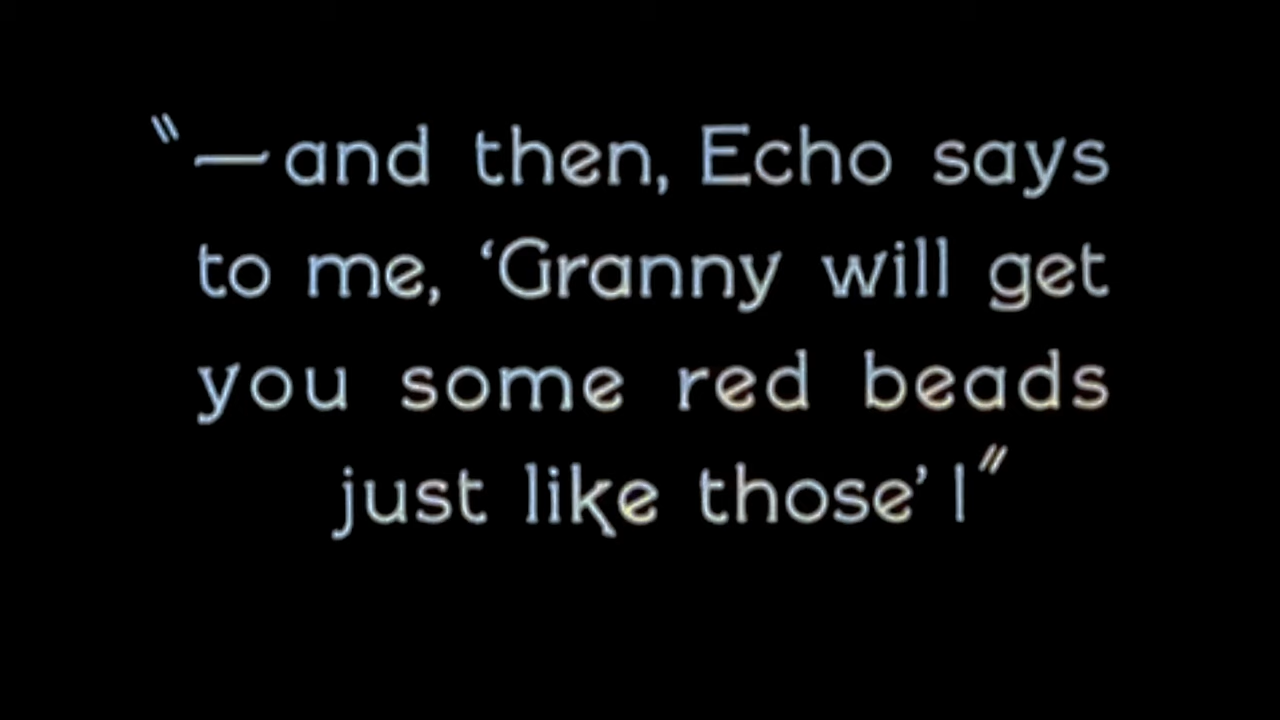 "—and then, Echo says
to me, 'Granny will get
you some red beads
just like those'!"